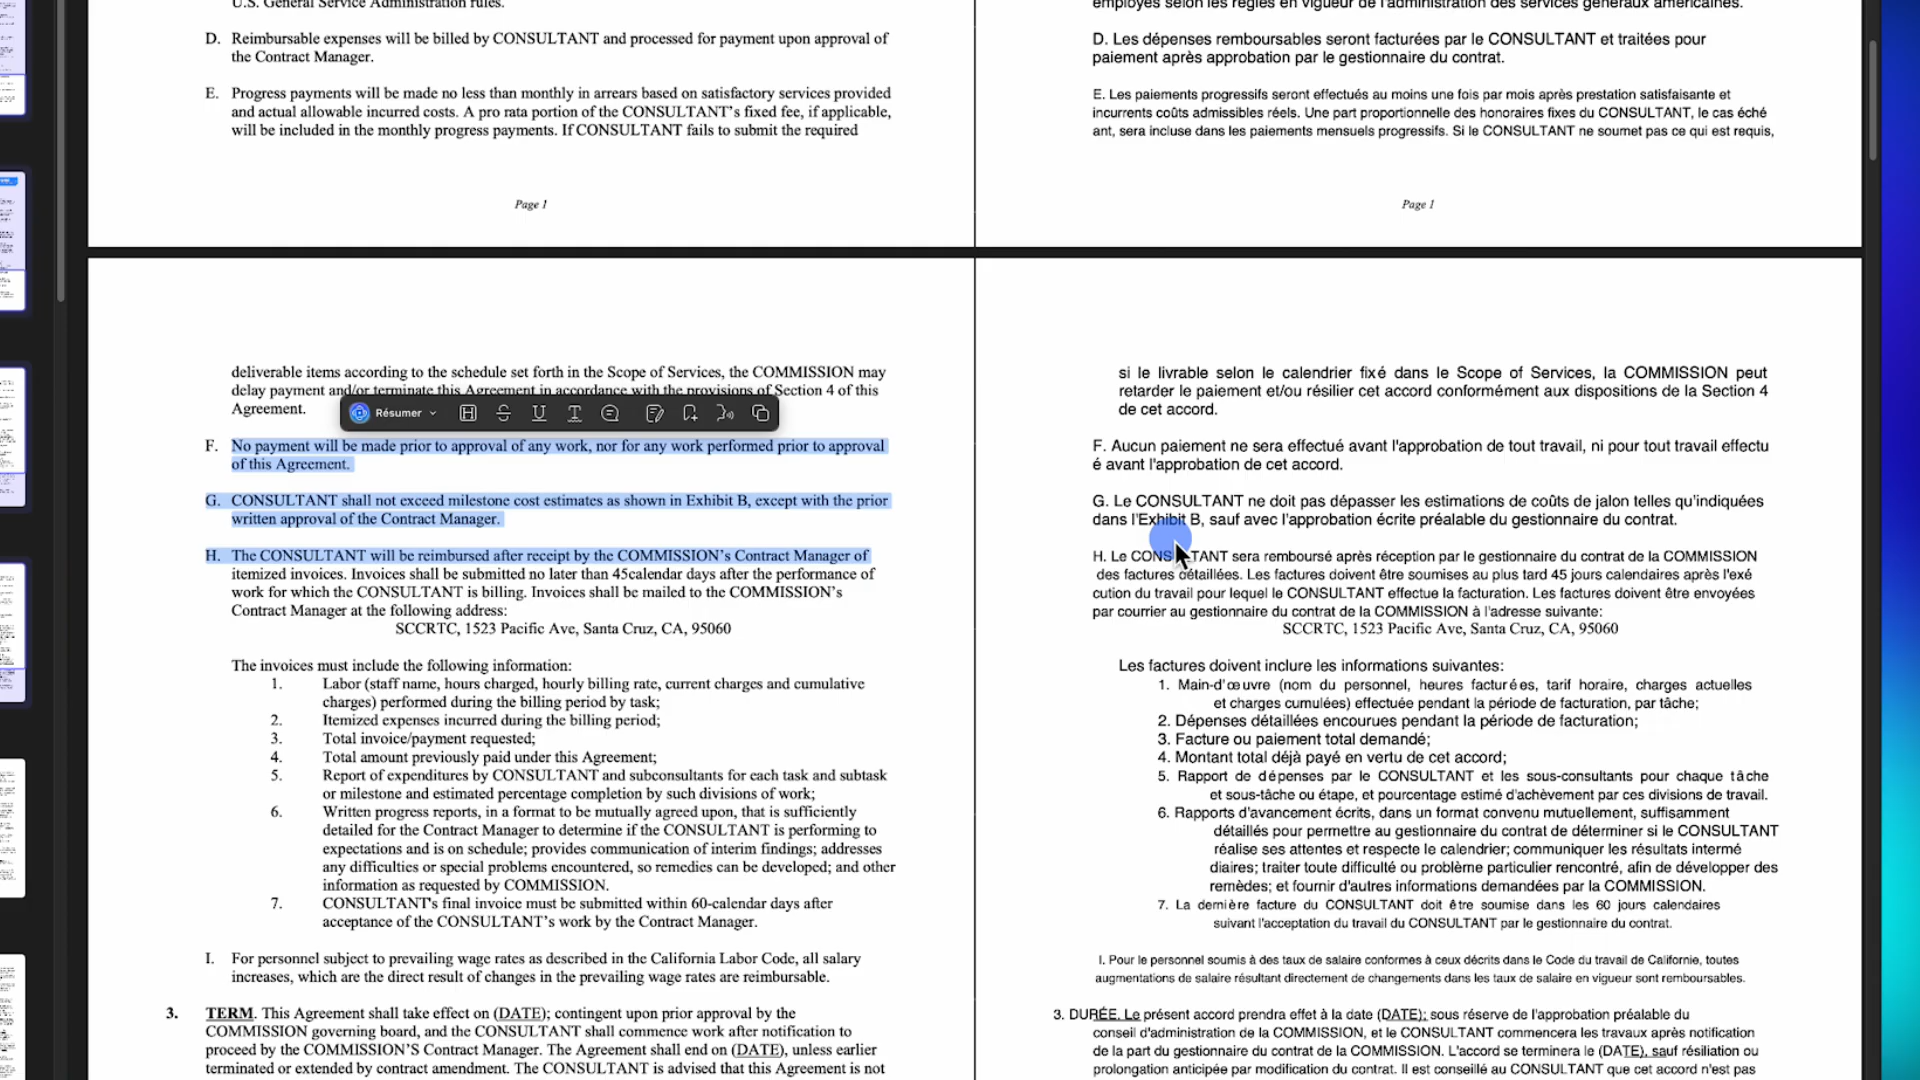 U.S. General Service Administration rules.
D. Reimbursable expenses will be billed by CONSULTANT and processed for payment upon approval of
the Contract Manager.
E. Progress payments will be made no less than monthly in arrears based on satisfactory services provided
and actual allowable incurred costs. A pro rata portion of the CONSULTANT's fixed fee, if applicable,
will be included in the monthly progress payments. If CONSULTANT fails to submit the required
Page 1
deliverable items according to the schedule set forth in the Scope of Services, the COMMISSION may
delay payment and/or terminate this Agreement in accordance with the provisions of Section 4 of this
Agreement.
Résumer
F. No payment will be made prior to approval of any work, nor for any work performed prior to approval
of this Agreement.
G. CONSULTANT shall not exceed milestone cost estimates as shown in Exhibit B, except with the prior
written approval of the Contract Manager.
H. The CONSULTANT will be reimbursed after receipt by the COMMISSION's Contract Manager of
itemized invoices. Invoices shall be submitted no later than 45calendar days after the performance of
work for which the CONSULTANT is billing. Invoices shall be mailed to the COMMISSION's
Contract Manager at the following address:
SCCRTC, 1523 Pacific Ave, Santa Cruz, CA, 95060
The invoices must include the following information:
1. Labor (staff name, hours charged, hourly billing rate, current charges and cumulative
charges) performed during the billing period by task;
2. Itemized expenses incurred during the billing period;
3. Total invoice/payment requested;
4. Total amount previously paid under this Agreement;
5. Report of expenditures by CONSULTANT and subconsultants for each task and subtask
or milestone and estimated percentage completion by such divisions of work;
6. Written progress reports, in a format to be mutually agreed upon, that is sufficiently
detailed for the Contract Manager to determine if the CONSULTANT is performing to
expectations and is on schedule; provides communication of interim findings; addresses
any difficulties or special problems encountered, so remedies can be developed; and other
information as requested by COMMISSION.
7. CONSULTANT's final invoice must be submitted within 60-calendar days after
acceptance of the CONSULTANT's work by the Contract Manager.
I. For personnel subject to prevailing wage rates as described in the California Labor Code, all salary
increases, which are the direct result of changes in the prevailing wage rates are reimbursable.
3. TERM. This Agreement shall take effect on (DATE); contingent upon prior approval by the
COMMISSION governing board, and the CONSULTANT shall commence work after notification to
proceed by the COMMISSION'S Contract Manager. The Agreement shall end on (DATE), unless earlier
terminated or extended by contract amendment. The CONSULTANT is advised that this Agreement is not
employés selon les règles en vigueur de l'administration des services généraux américaines.
D. Les dépenses remboursables seront facturées par le CONSULTANT et traitées pour
paiement après approbation par le gestionnaire du contrat.
E. Les paiements progressifs seront effectués au moins une fois par mois après prestation satisfaisante et
incurrents coûts admissibles réels. Une part proportionnelle des honoraires fixes du CONSULTANT, le cas éché
ant, sera incluse dans les paiements mensuels progressifs. Si le CONSULTANT ne soumet pas ce qui est requis,
Page 1
si le livrable selon le calendrier fixé dans le Scope of Services, la COMMISSION peut
retarder le paiement et/ou résilier cet accord conformément aux dispositions de la Section 4
de cet accord.
F. Aucun paiement ne sera effectué avant l'approbation de tout travail, ni pour tout travail effectu
é avant l'approbation de cet accord.
G. Le CONSULTANT ne doit pas dépasser les estimations de coûts de jalon telles qu'indiquées
dans l'Exhibit B, sauf avec l'approbation écrite préalable du gestionnaire du contrat.
H. Le CONSULTANT sera remboursé après réception par le gestionnaire du contrat de la COMMISSION
des factures détaillées. Les factures doivent être soumises au plus tard 45 jours calendaires après l'exé
cution du travail pour lequel le CONSULTANT effectue la facturation. Les factures doivent être envoyées
par courrier au gestionnaire du contrat de la COMMISSION à l'adresse suivante:
SCCRTC, 1523 Pacific Ave, Santa Cruz, CA, 95060
Les factures doivent inclure les informations suivantes:
1. Main-d'œuvre (nom du personnel, heures facturées, tarif horaire, charges actuelles
et charges cumulées) effectuée pendant la période de facturation, par tâche;
2. Dépenses détaillées encourues pendant la période de facturation;
3. Facture ou paiement total demandé;
4. Montant total déjà payé en vertu de cet accord;
5. Rapport de dépenses par le CONSULTANT et les sous-consultants pour chaque tâche
et sous-tâche ou étape, et pourcentage estimé d'achèvement par ces divisions de travail.
6. Rapports d'avancement écrits, dans un format convenu mutuellement, suffisamment
détaillés pour permettre au gestionnaire du contrat de déterminer si le CONSULTANT
réalise ses attentes et respecte le calendrier; communiquer les résultats intermé
diaires; traiter toute difficulté ou problème particulier rencontré, afin de développer des
remèdes; et fournir d'autres informations demandées par la COMMISSION.
7. La dernière facture du CONSULTANT doit être soumise dans les 60 jours calendaires
suivant l'acceptation du travail du CONSULTANT par le gestionnaire du contrat.
I. Pour le personnel soumis à des taux de salaire conformes à ceux décrits dans le Code du travail de Californie, toutes
augmentations de salaire résultant directement de changements dans les taux de salaire en vigueur sont remboursables.
3. DURÉE. Le présent accord prendra effet à la date (DATE); sous réserve de l'approbation préalable du
conseil d'administration de la COMMISSION, et le CONSULTANT commencera les travaux après notification
de la part du gestionnaire du contrat de la COMMISSION. L'accord se terminera le (DATE), sauf résiliation ou
prolongation anticipée par modification du contrat. Il est conseillé au CONSULTANT que cet accord n'est pas